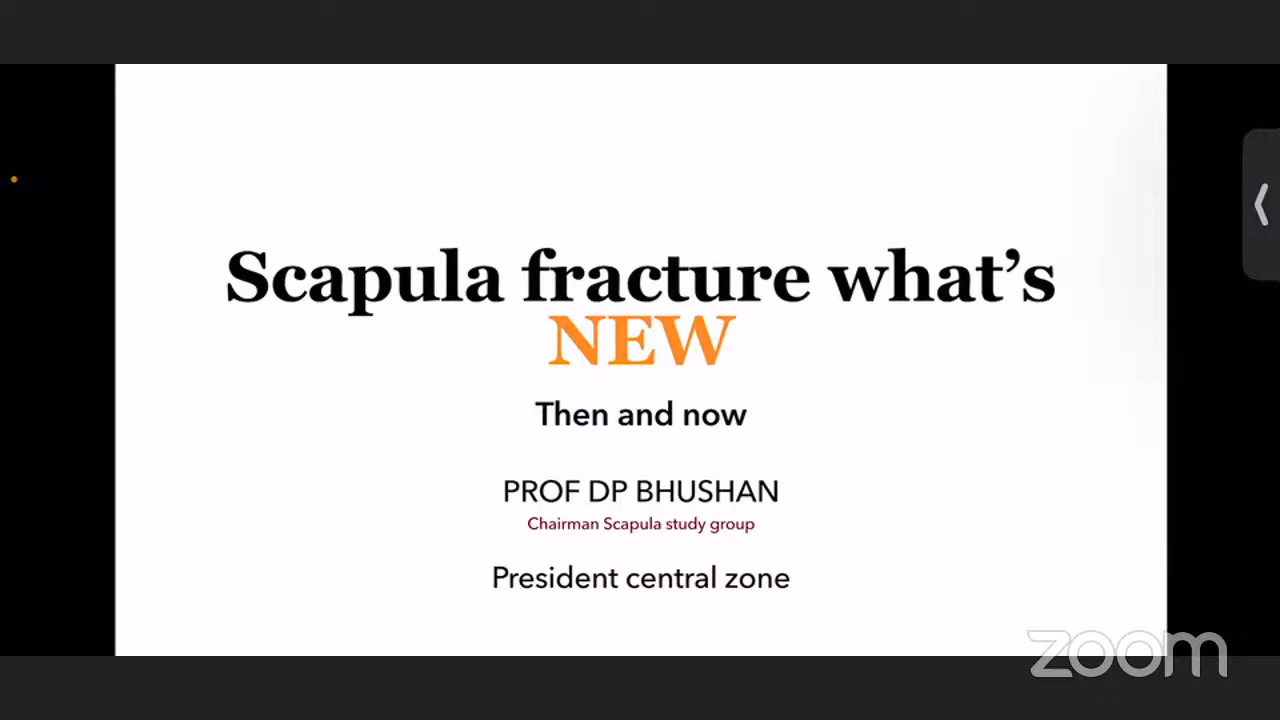 Scapula fracture what’s
NEW
Then and now
PROF DP BHUSHAN
Chairman Scapula study group
President central zone
zoom